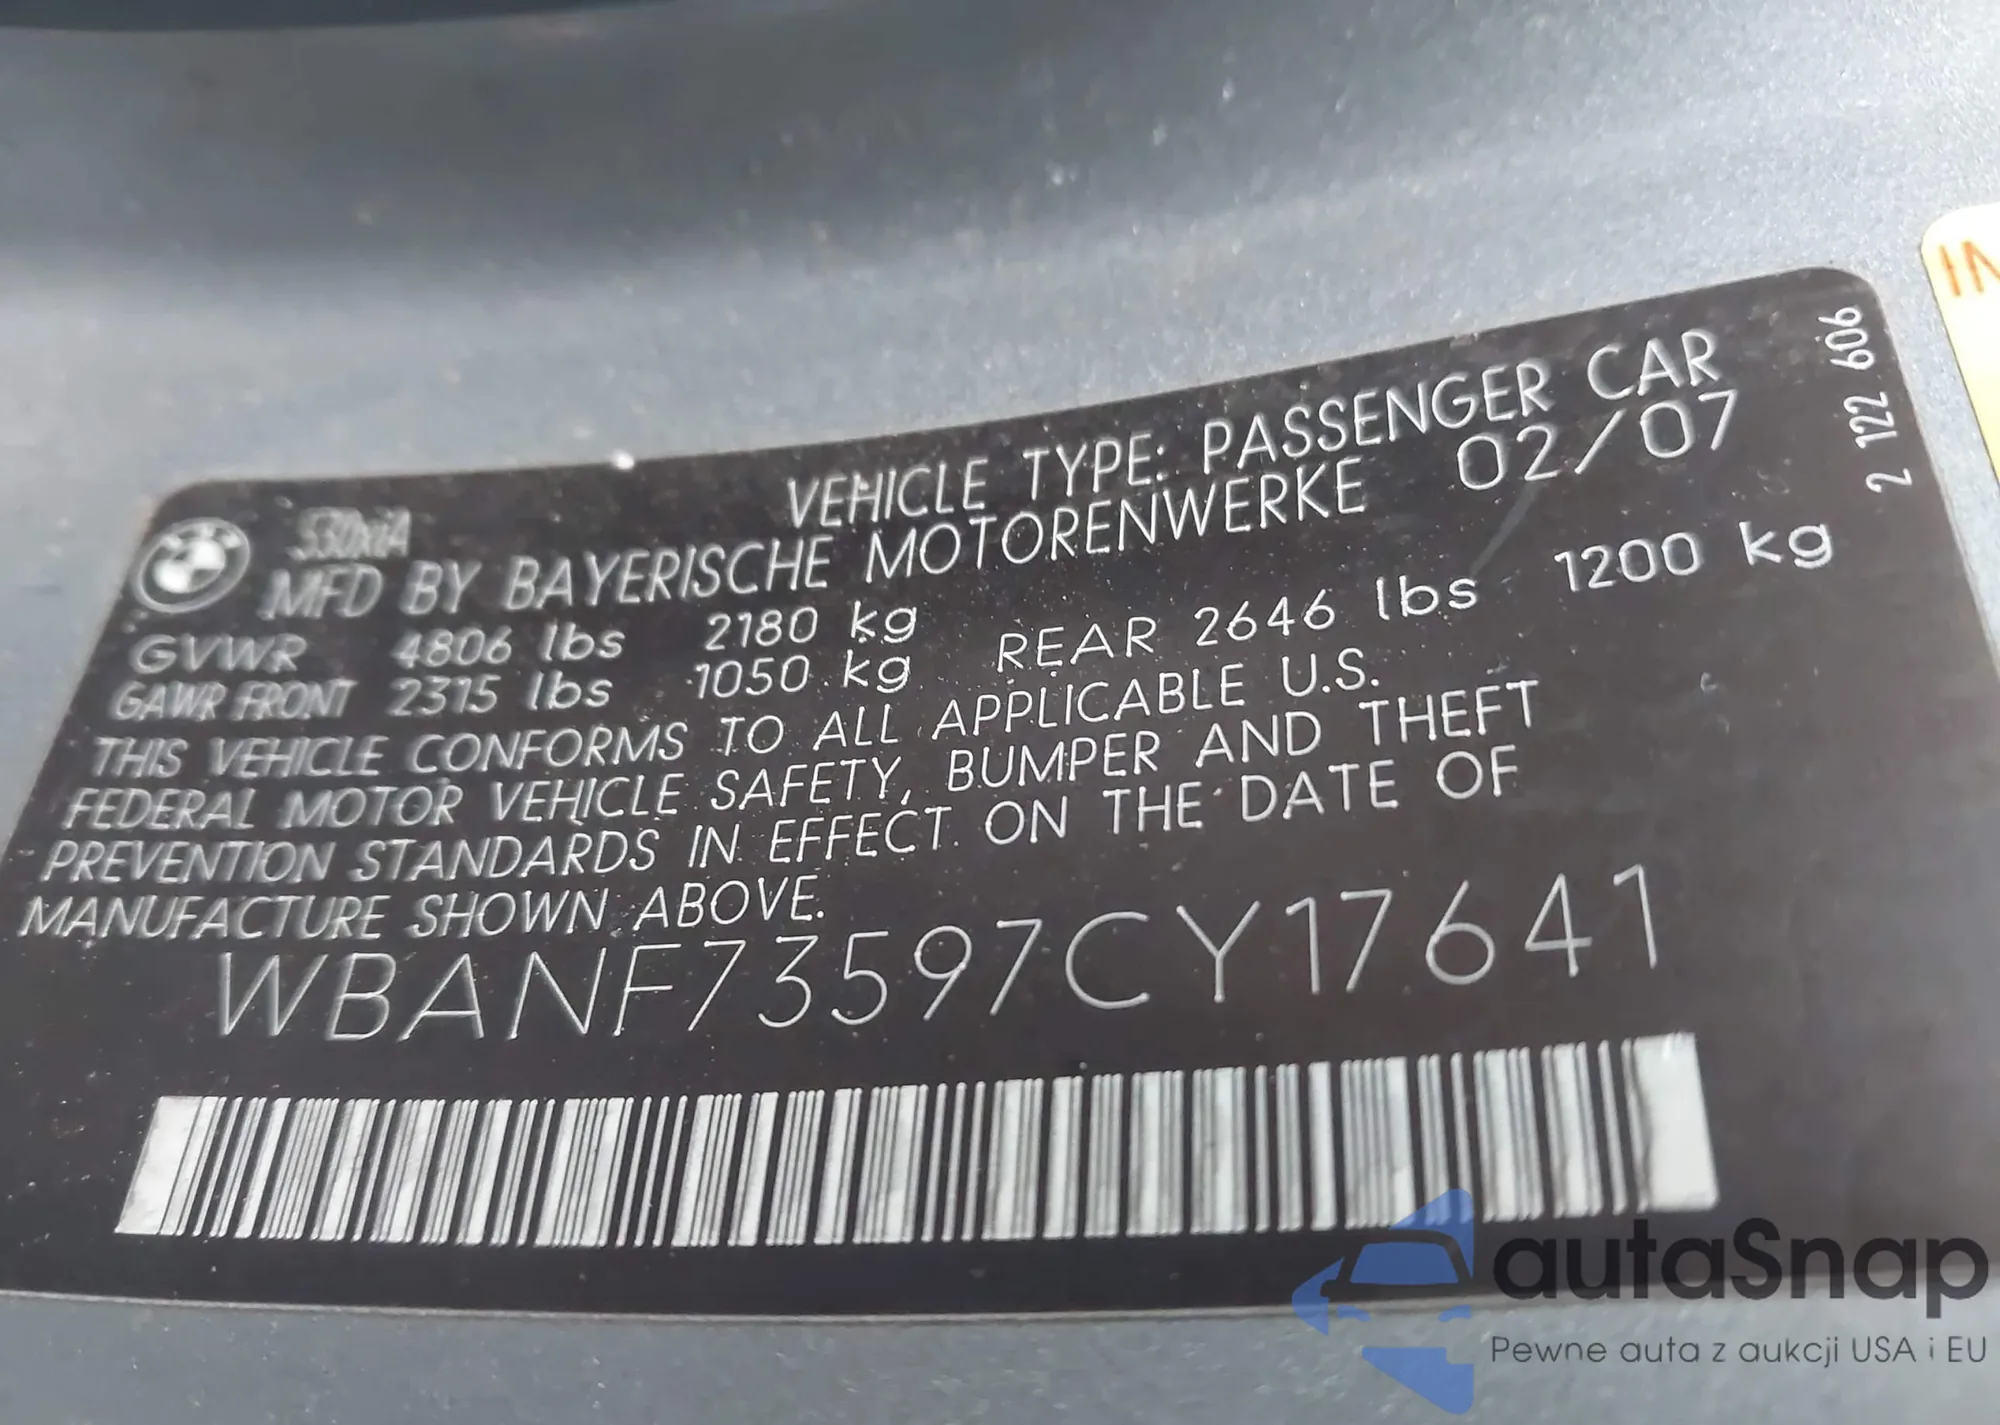 530xiA
VEHICLE TYPE: PASSENGER CAR
MFD BY BAYERISCHE MOTORENWERKE 02/07
GVWR 4806 lbs 2180 kg
GAWR FRONT 2315 lbs 1050 kg REAR 2646 lbs 1200 kg
THIS VEHICLE CONFORMS TO ALL APPLICABLE U.S.
FEDERAL MOTOR VEHICLE SAFETY, BUMPER AND THEFT
PREVENTION STANDARDS IN EFFECT ON THE DATE OF
MANUFACTURE SHOWN ABOVE.
WBANF73597CY17641
2 122 606
autaSnap
Pewne auta z aukcji USA i EU